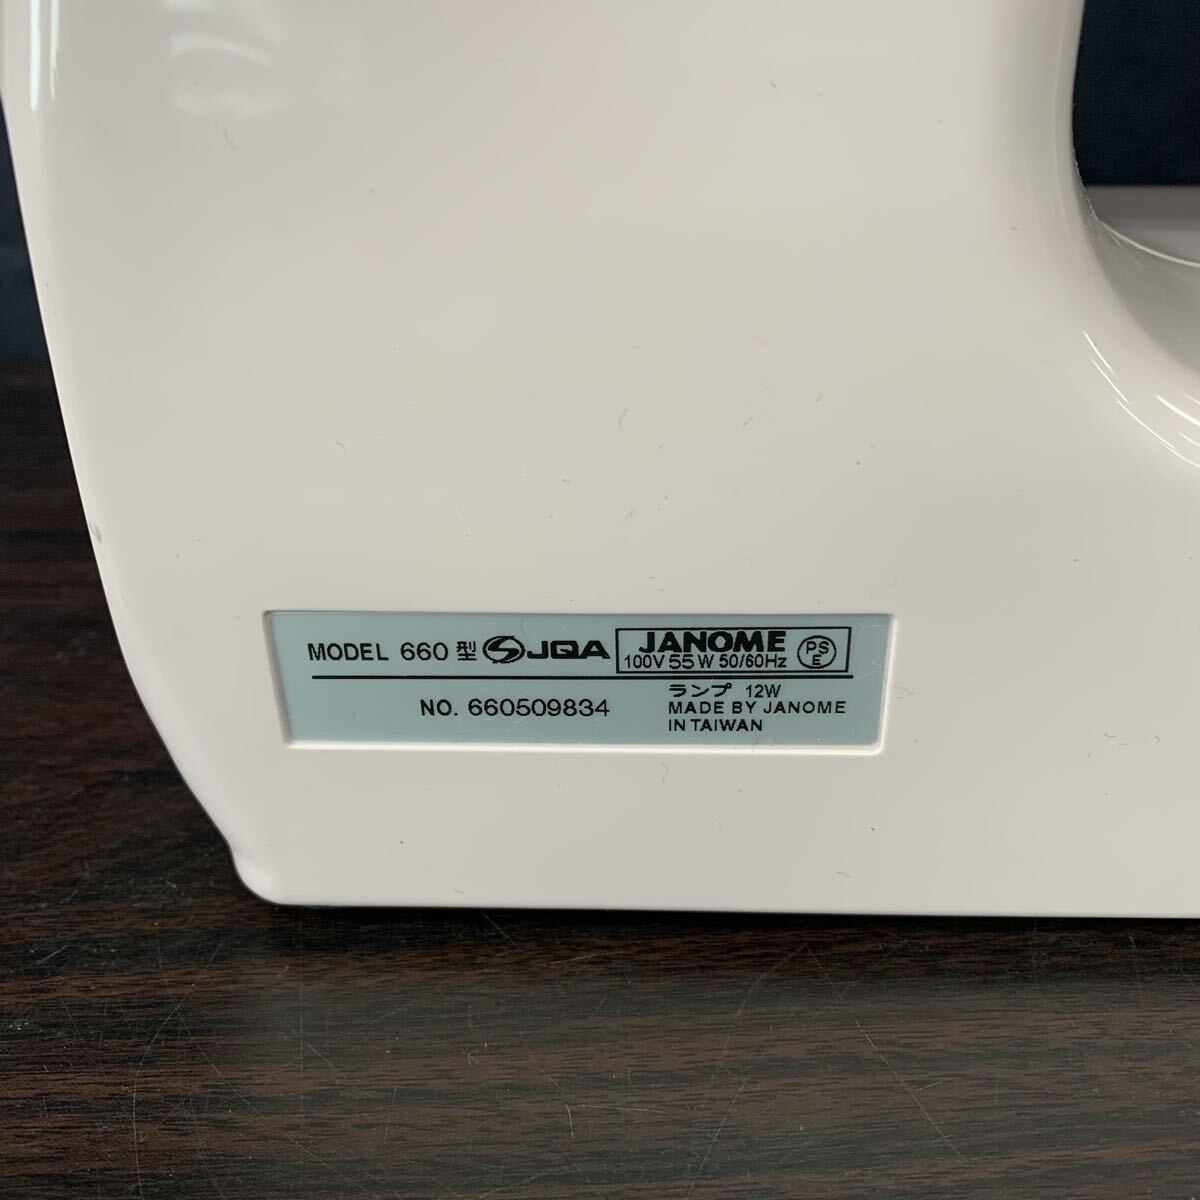 MODEL 660 型 S JQA JANOME
100V 55W 50/60Hz PS E
NO. 660509834
ランプ 12W
MADE BY JANOME
IN TAIWAN